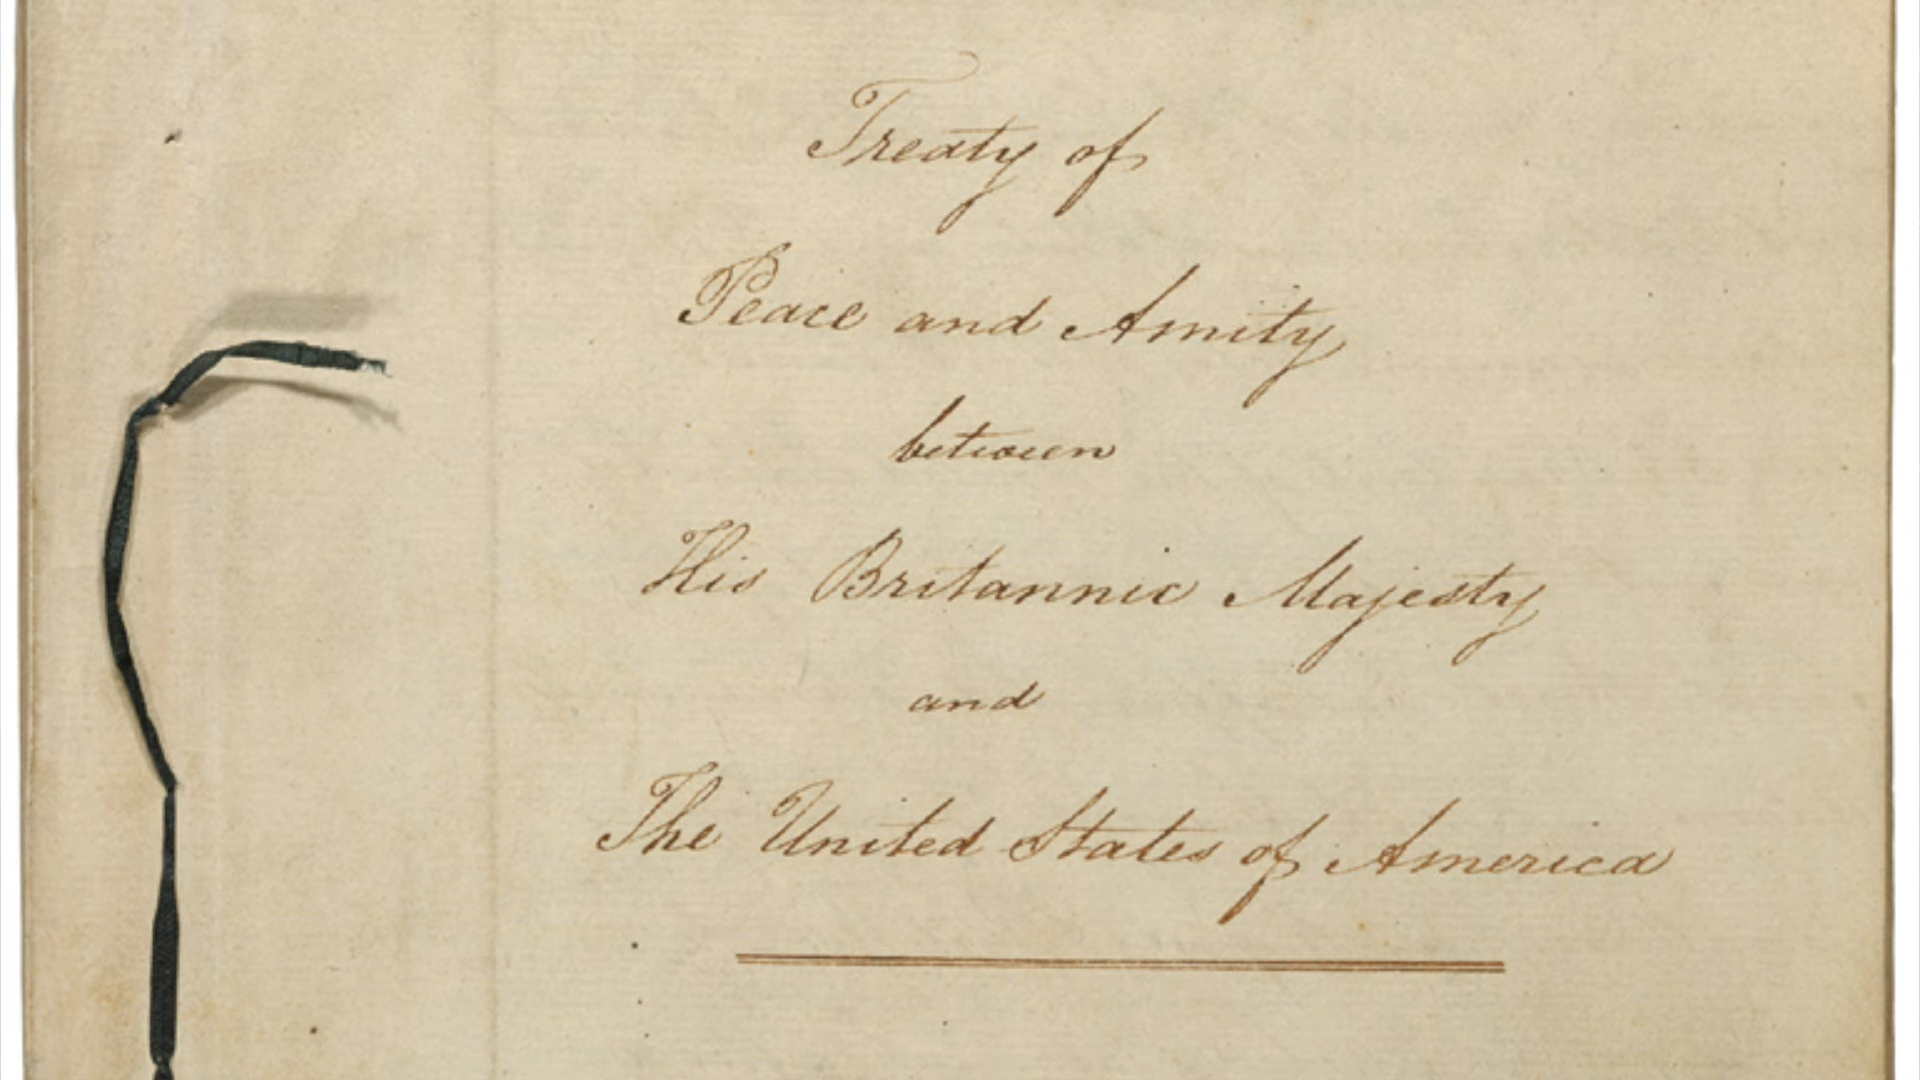 Treaty of
Peace and Amity
between
His Britannic Majesty
and
The United States of America